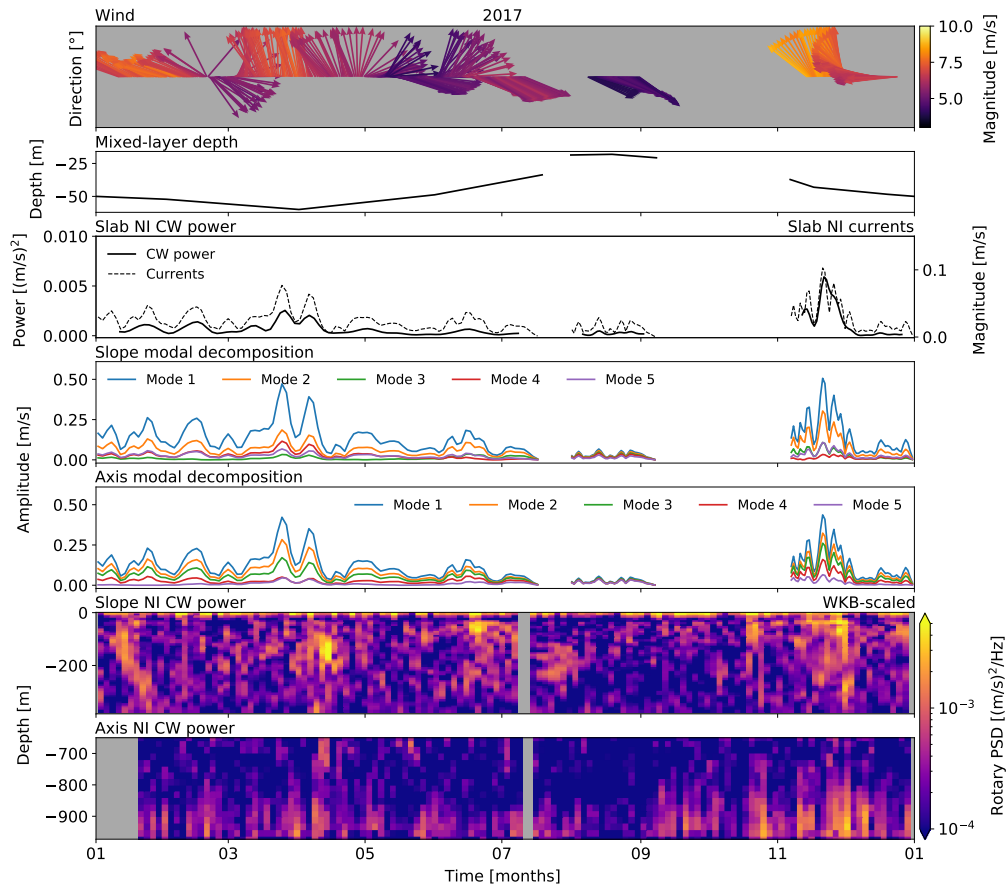 Wind
2017
Direction [°]
10.0
7.5
5.0
Magnitude [m/s]
Mixed-layer depth
−25
−50
Depth [m]
Slab NI CW power
Slab NI currents
0.010
0.005
0.000
Power [(m/s)²]
CW power
Currents
0.1
0.0
Magnitude [m/s]
Slope modal decomposition
0.50
0.25
0.00
Mode 1
Mode 2
Mode 3
Mode 4
Mode 5
Amplitude [m/s]
Axis modal decomposition
0.50
0.25
0.00
Mode 1
Mode 2
Mode 3
Mode 4
Mode 5
Slope NI CW power
WKB-scaled
0
−200
Depth [m]
Axis NI CW power
−700
−800
−900
10⁻³
10⁻⁴
Rotary PSD [(m/s)²/Hz]
01
03
05
07
09
11
01
Time [months]